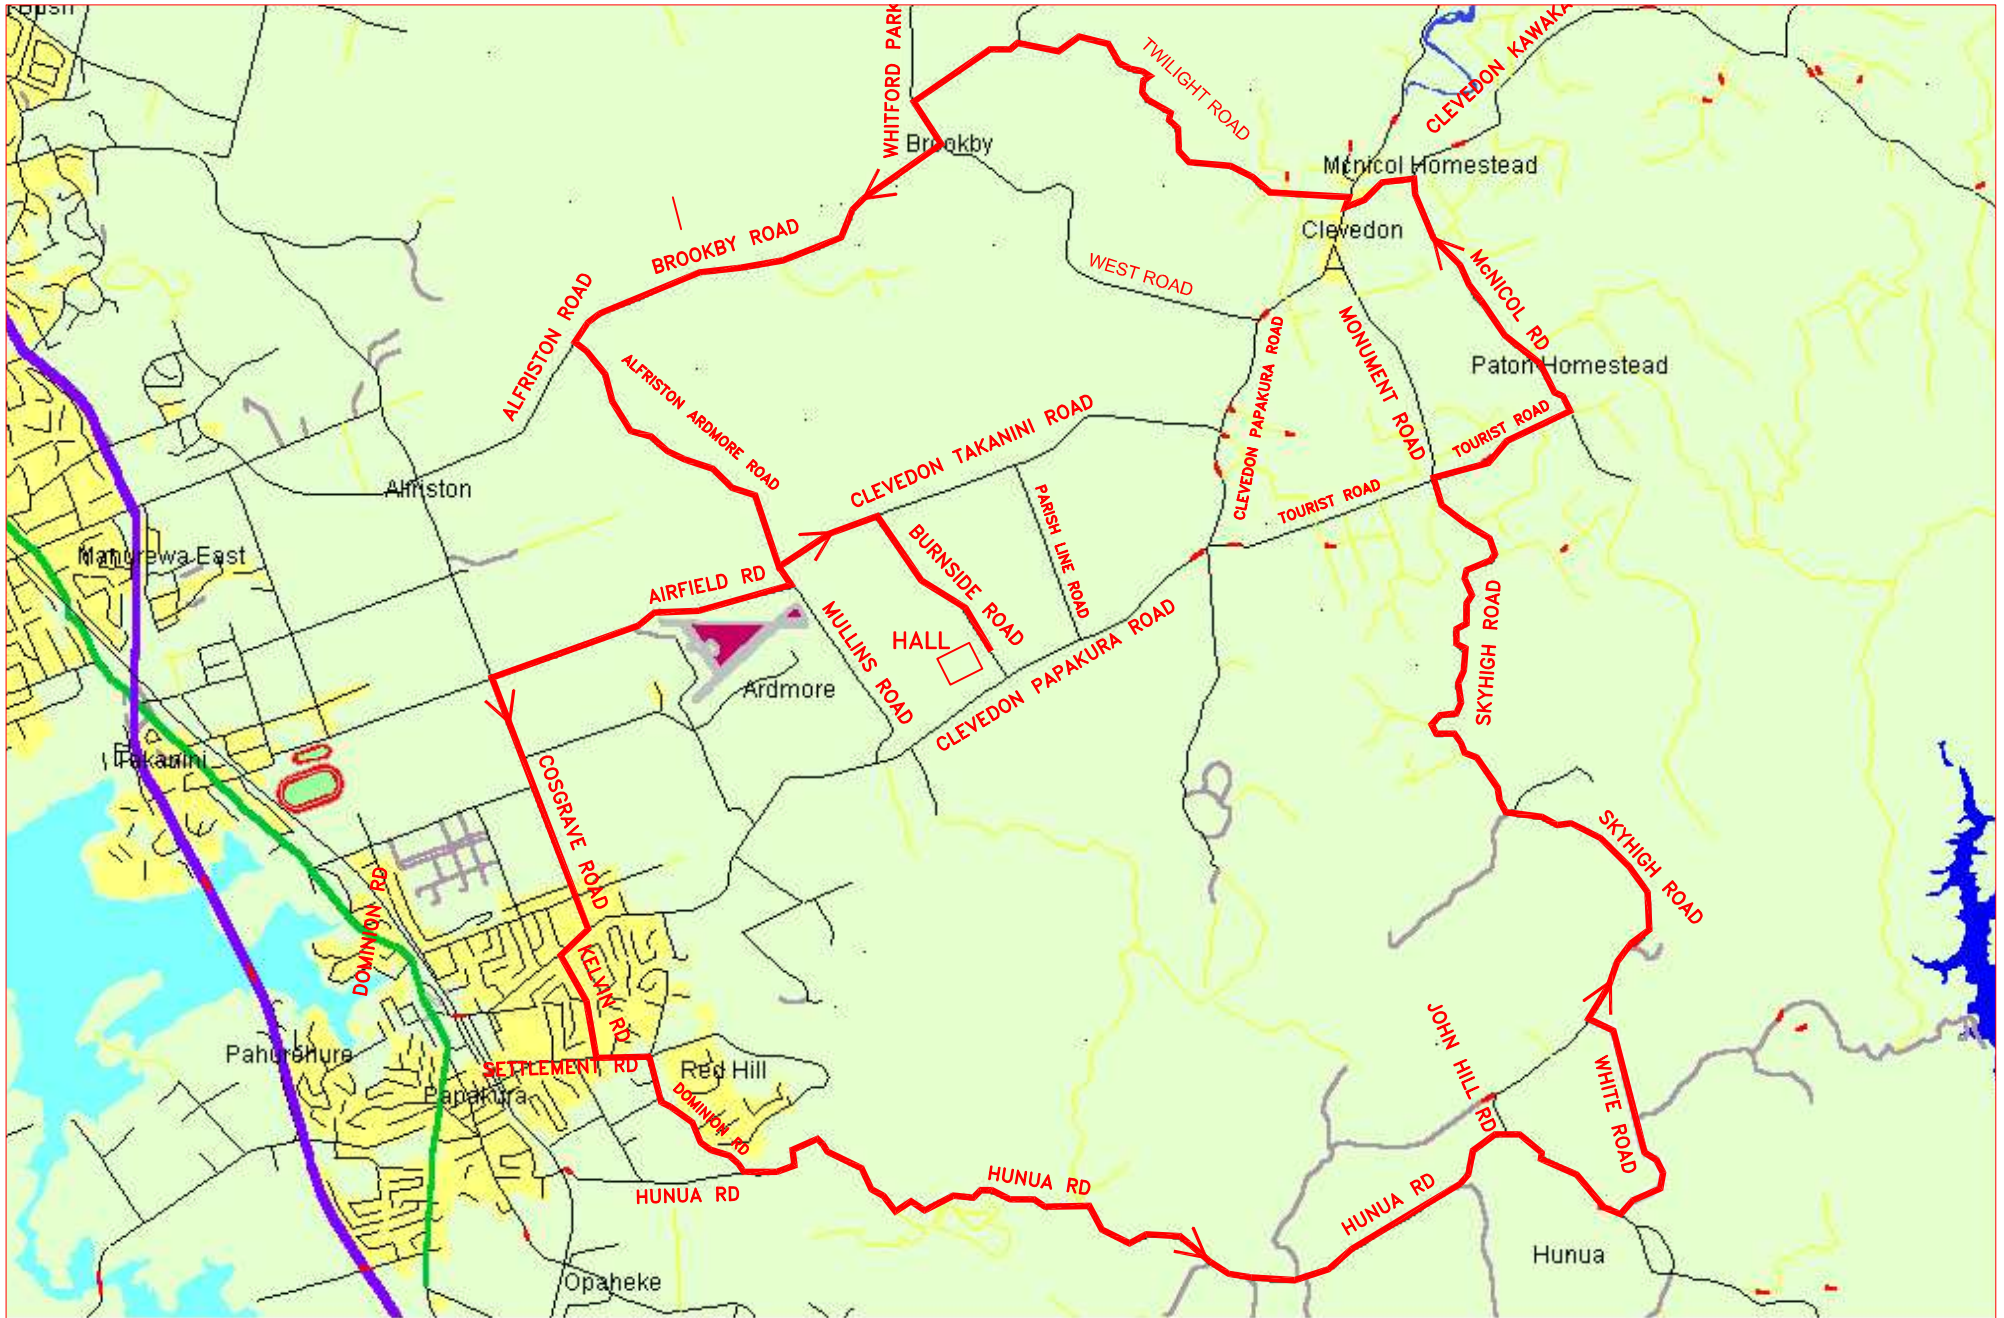 Bush
WHITFORD PARK
TWILIGHT ROAD
CLEVEDON KAWAKA
Brookby
Mcnicol Homestead
Clevedon
BROOKBY ROAD
WEST ROAD
McNICOL RD
ALFRISTON ROAD
ALFRISTON ARDMORE ROAD
CLEVEDON PAPAKURA ROAD
MONUMENT ROAD
Paton Homestead
CLEVEDON TAKANINI ROAD
TOURIST ROAD
TOURIST ROAD
Alfriston
PARISH LINE ROAD
Manurewa East
AIRFIELD RD
BURNSIDE ROAD
MULLINS ROAD
HALL
SKYHIGH ROAD
Ardmore
CLEVEDON PAPAKURA ROAD
Takanini
COSGRAVE ROAD
SKYHIGH ROAD
DOMINION RD
KELVAN RD
JOHN HILL RD
Pahurehure
SETTLEMENT RD
Red Hill
Papakura
DOMINION RD
WHITE ROAD
HUNUA RD
HUNUA RD
HUNUA RD
Hunua
Opaheke